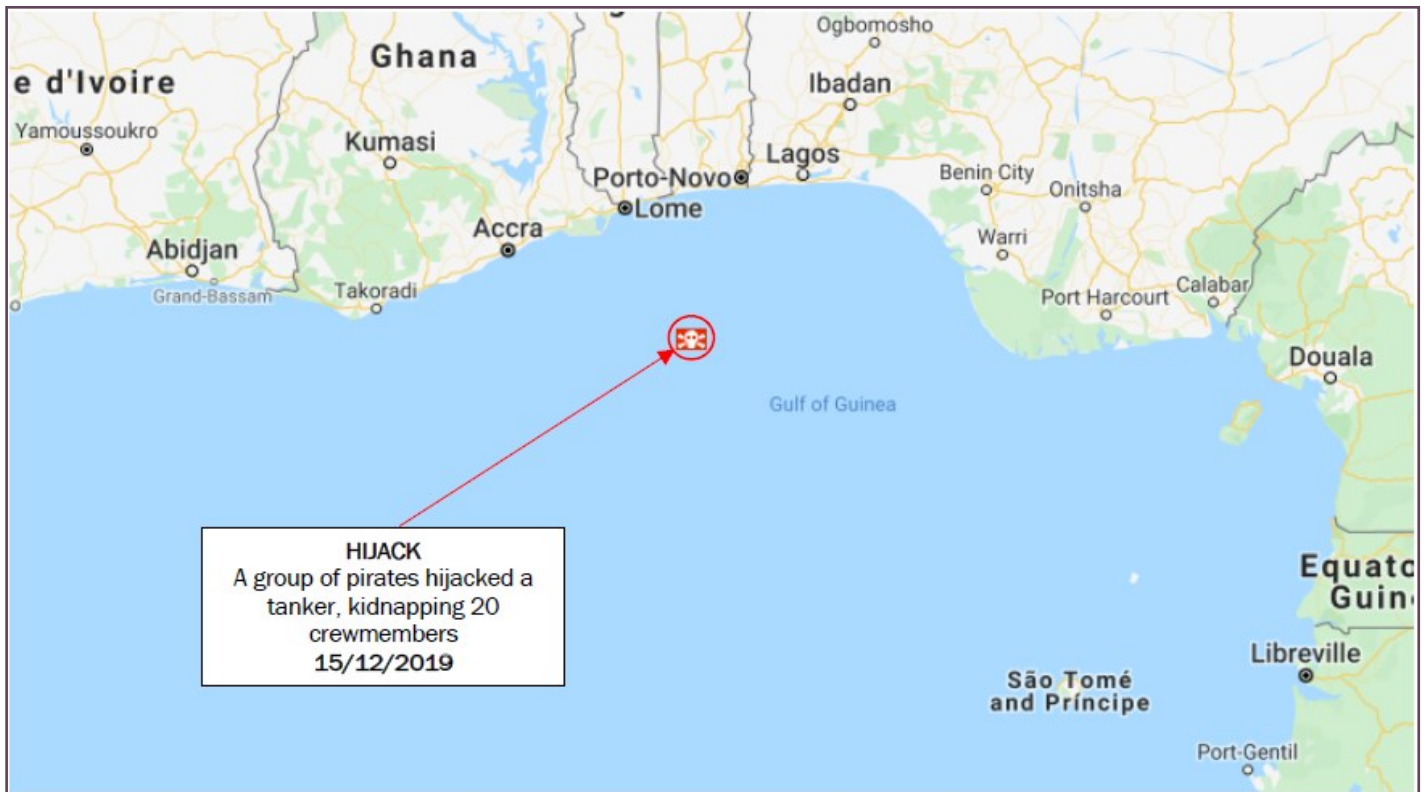 Ogbomosho
Ghana
e d'Ivoire
Ibadan
Yamoussoukro
Kumasi
Lagos
Porto-Novo
Benin City
Onitsha
Lome
Accra
Warri
Abidjan
Calabar
Grand-Bassam
Takoradi
Port Harcourt
Douala
Gulf of Guinea
HIJACK
A group of pirates hijacked a
tanker, kidnapping 20
crewmembers
15/12/2019
Equato
Guin
Libreville
São Tomé
and Príncipe
Port-Gentil